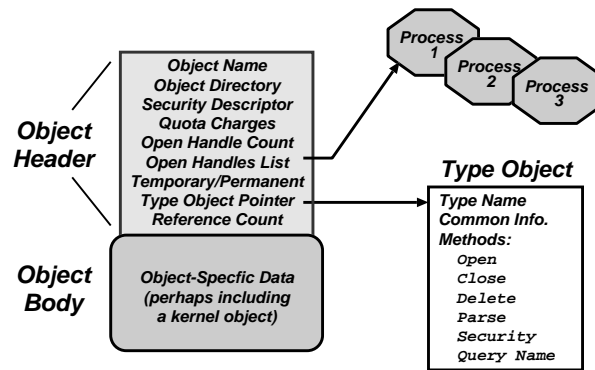 Object
Header
Object Name
Object Directory
Security Descriptor
Quota Charges
Open Handle Count
Open Handles List
Temporary/Permanent
Type Object Pointer
Reference Count
Process
1
Process
2
Process
3
Object
Body
Object-Specfic Data
(perhaps including
a kernel object)
Type Object
Type Name
Common Info.
Methods:
Open
Close
Delete
Parse
Security
Query Name